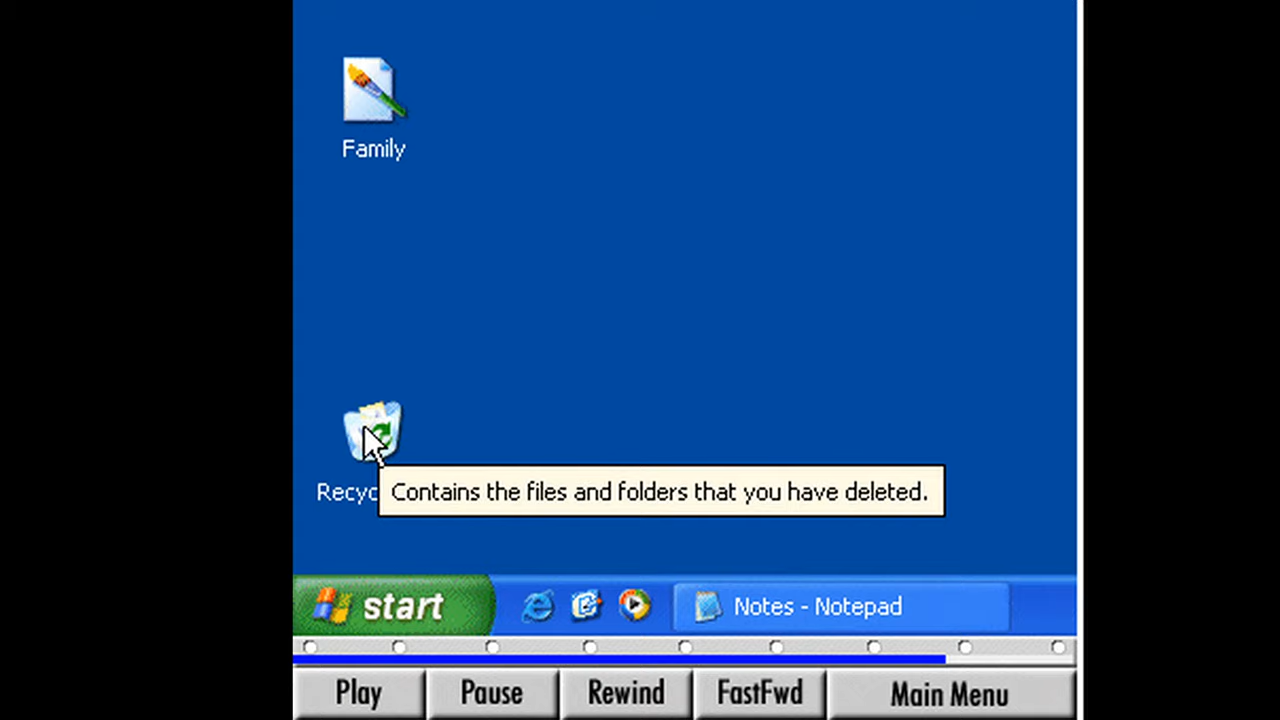 Family
Recyc
Contains the files and folders that you have deleted.
start
Notes - Notepad
Play
Pause
Rewind
FastFwd
Main Menu